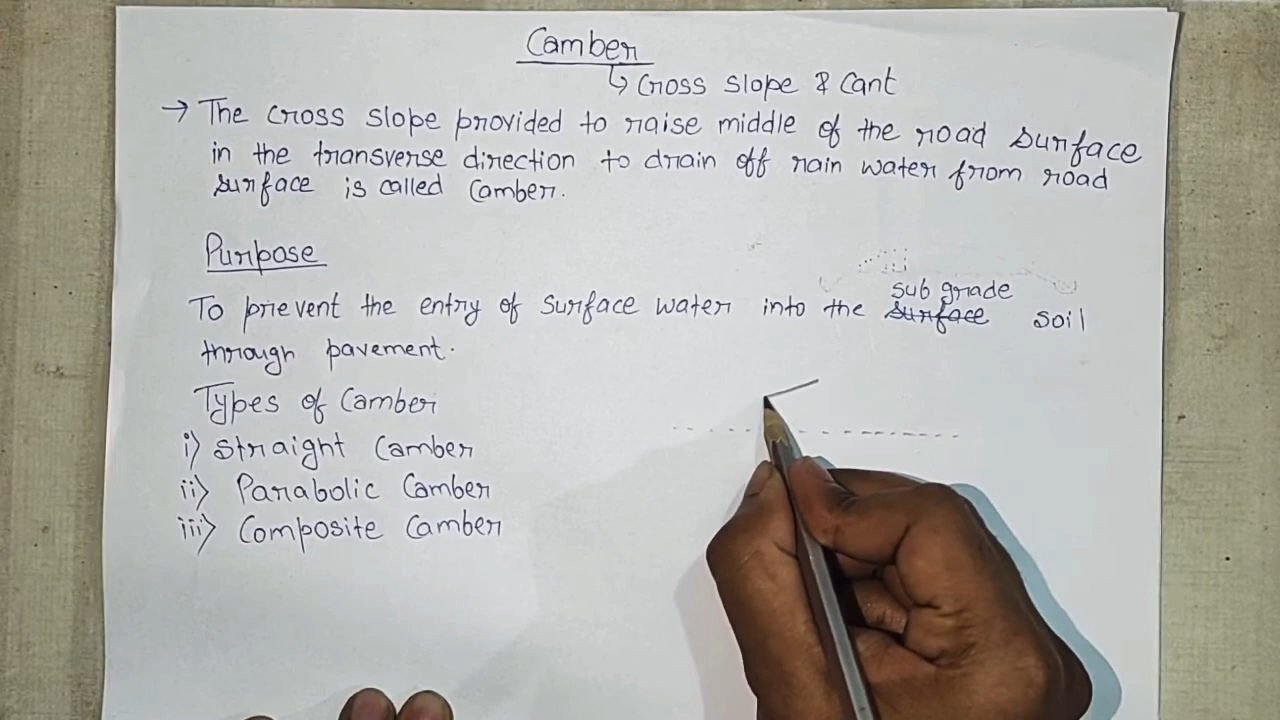 Camber
↳ Cross slope & Cant
→ The cross slope provided to raise middle of the road surface
in the transverse direction to drain off rain water from road
surface is called Camber.
Purpose
sub grade
To prevent the entry of surface water into the surface soil
through pavement.
Types of Camber
i) Straight Camber
ii) Parabolic Camber
iii) Composite Camber